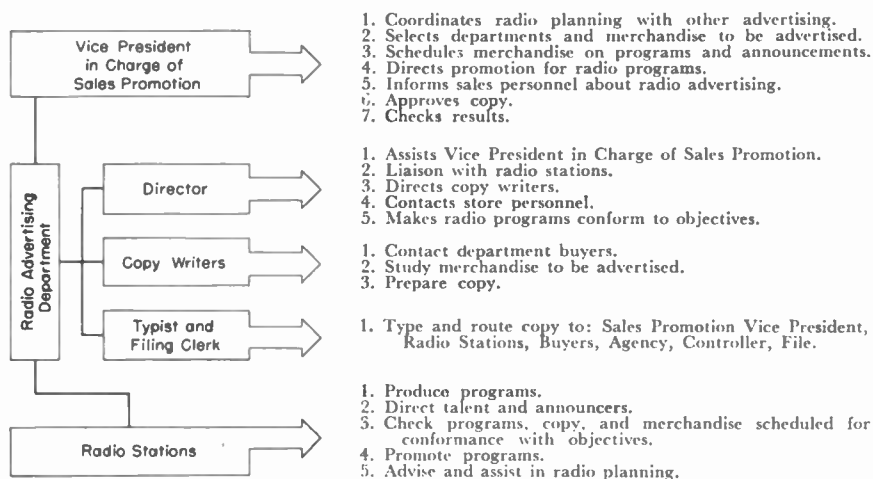 Vice President
in Charge of
Sales Promotion
1. Coordinates radio planning with other advertising.
2. Selects departments and merchandise to be advertised.
3. Schedules merchandise on programs and announcements.
4. Directs promotion for radio programs.
5. Informs sales personnel about radio advertising.
6. Approves copy.
7. Checks results.
Radio Advertising
Department
Director
1. Assists Vice President in Charge of Sales Promotion.
2. Liaison with radio stations.
3. Directs copy writers.
4. Contacts store personnel.
5. Makes radio programs conform to objectives.
Copy Writers
1. Contact department buyers.
2. Study merchandise to be advertised.
3. Prepare copy.
Typist and
Filing Clerk
1. Type and route copy to: Sales Promotion Vice President,
Radio Stations, Buyers, Agency, Controller, File.
Radio Stations
1. Produce programs.
2. Direct talent and announcers.
3. Check programs, copy, and merchandise scheduled for
conformance with objectives.
4. Promote programs.
5. Advise and assist in radio planning.